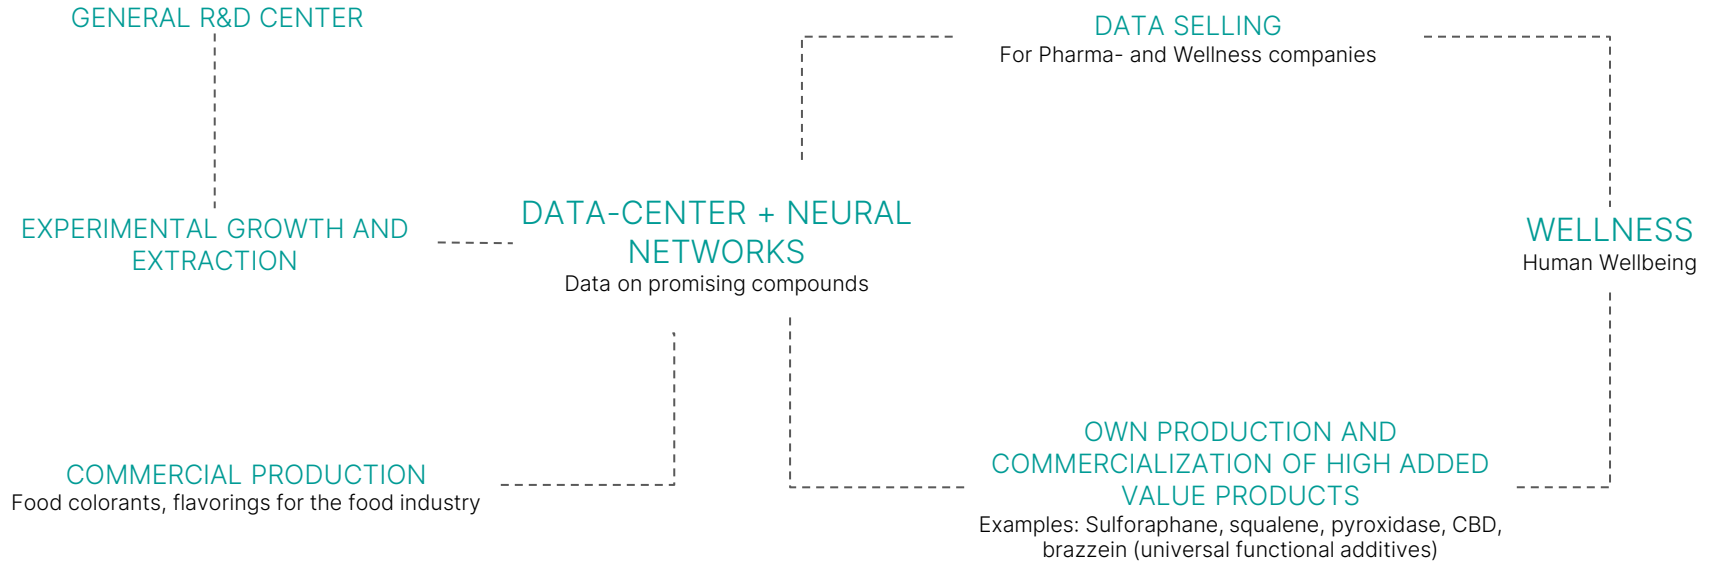 GENERAL R&D CENTER
DATA SELLING
For Pharma- and Wellness companies
EXPERIMENTAL GROWTH AND
EXTRACTION
DATA-CENTER + NEURAL
NETWORKS
Data on promising compounds
WELLNESS
Human Wellbeing
COMMERCIAL PRODUCTION
Food colorants, flavorings for the food industry
OWN PRODUCTION AND
COMMERCIALIZATION OF HIGH ADDED
VALUE PRODUCTS
Examples: Sulforaphane, squalene, pyroxidase, CBD,
brazzein (universal functional additives)